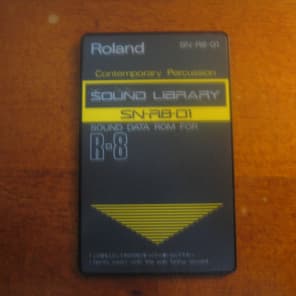 Roland SN-R8-01
Contemporary Percussion
SOUND LIBRARY
SN-R8-01
SOUND DATA ROM FOR
R-8